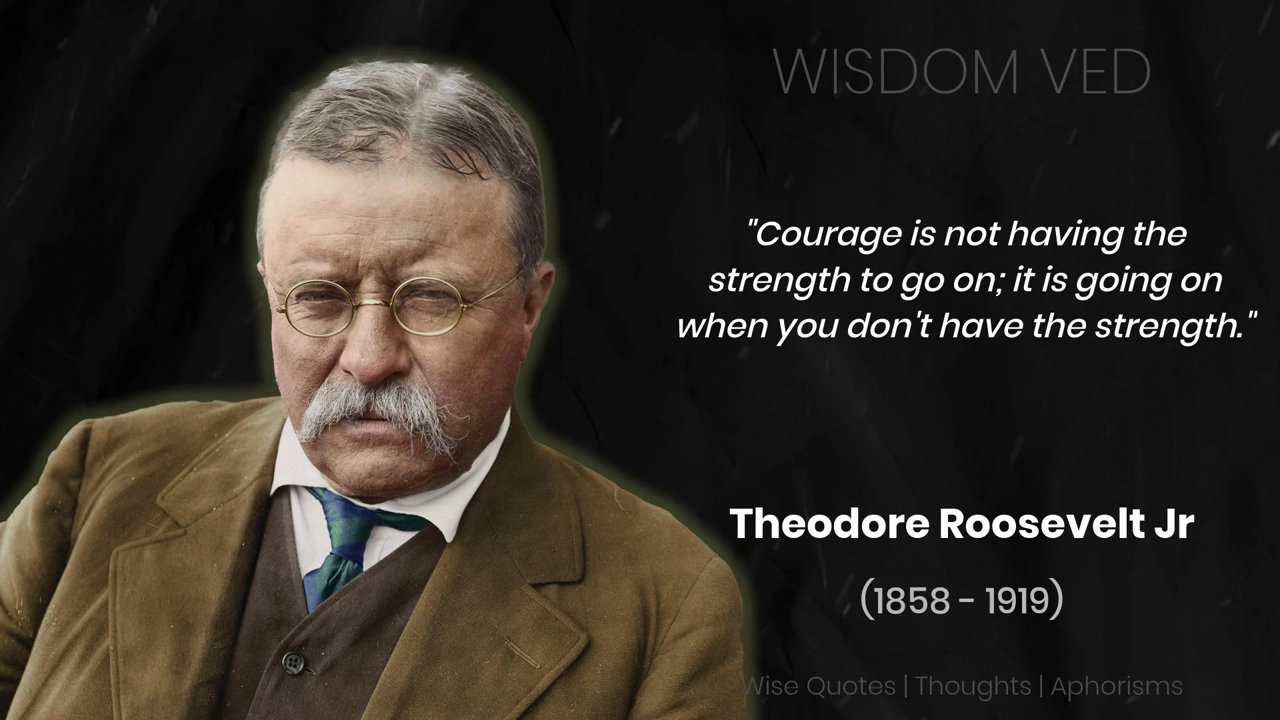 WISDOM VED
"Courage is not having the
strength to go on; it is going on
when you don't have the strength."
Theodore Roosevelt Jr
(1858 - 1919)
Wise Quotes | Thoughts | Aphorisms